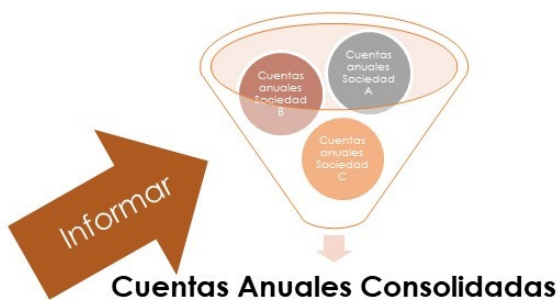 Cuentas
anuales
Sociedad
A
Cuentas
anuales
Sociedad
B
Cuentas
anuales
Sociedad
C
Informar
Cuentas Anuales Consolidadas